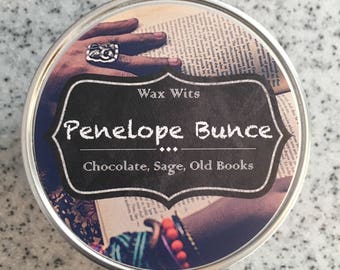 Wax Wits
Penelope Bunce
Chocolate, Sage, Old Books